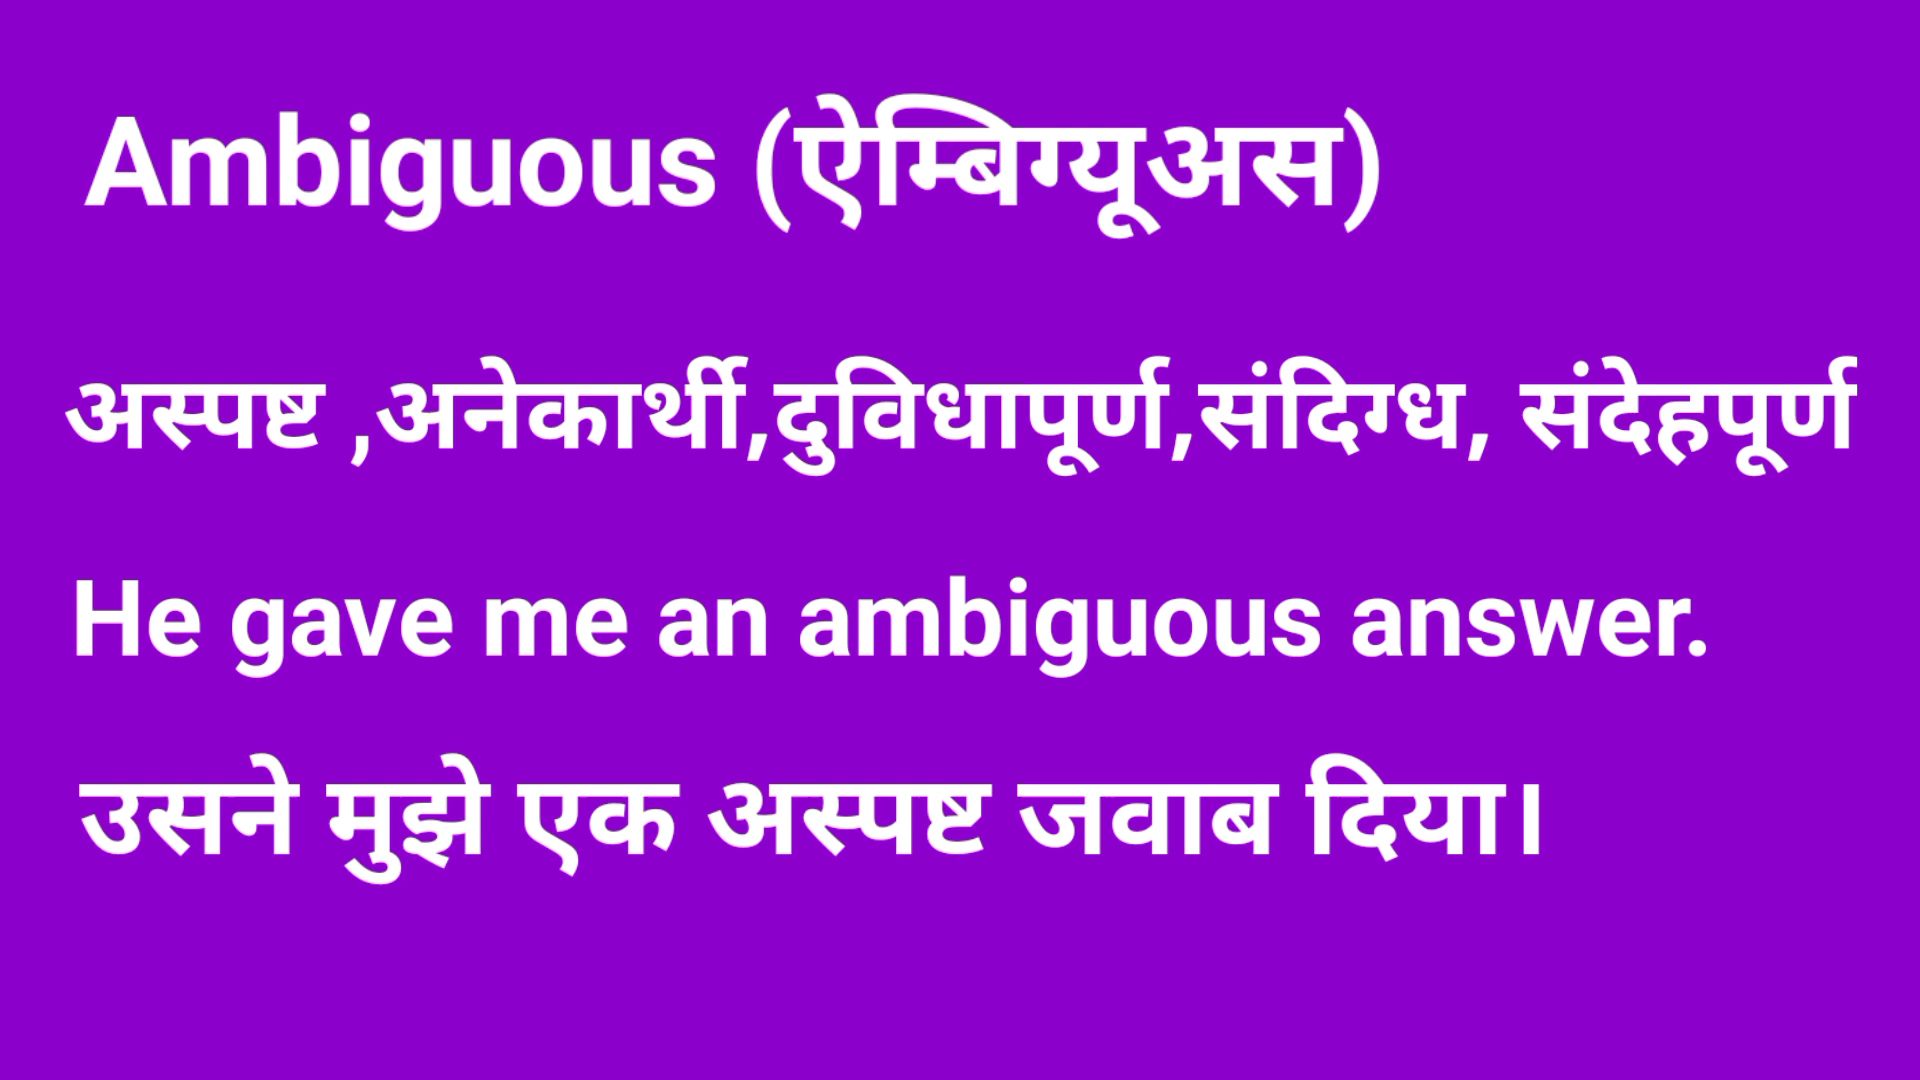 Ambiguous (ऐम्बिग्यूअस)
अस्पष्ट ,अनेकार्थी,दुविधापूर्ण,संदिग्ध, संदेहपूर्ण
He gave me an ambiguous answer.
उसने मुझे एक अस्पष्ट जवाब दिया।